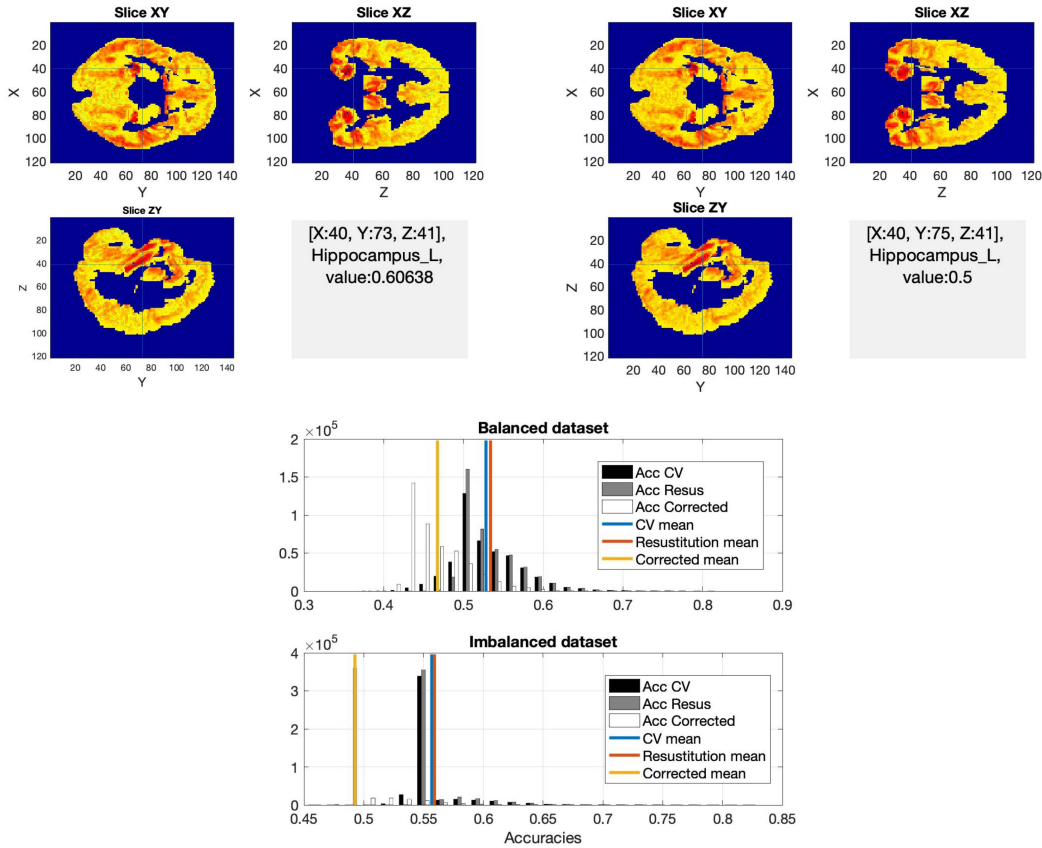 Slice XY
20
40
60
80
100
120
X
20 40 60 80 100 120 140
Y
Slice XZ
20
40
60
80
100
120
X
20 40 60 80 100 120
Z
Slice XY
20
40
60
80
100
120
X
20 40 60 80 100 120 140
Y
Slice XZ
20
40
60
80
100
120
X
20 40 60 80 100 120
Z
Slice ZY
20
40
60
80
100
120
Z
20 40 60 80 100 120 140
Y
[X:40, Y:73, Z:41],
Hippocampus_L,
value:0.60638
Slice ZY
20
40
60
80
100
120
Z
20 40 60 80 100 120 140
Y
[X:40, Y:75, Z:41],
Hippocampus_L,
value:0.5
Balanced dataset
×10⁵
2
1.5
1
0.5
0
0.3 0.4 0.5 0.6 0.7 0.8 0.9
Acc CV
Acc Resus
Acc Corrected
CV mean
Resustitution mean
Corrected mean
Imbalanced dataset
×10⁵
4
3
2
1
0
0.45 0.5 0.55 0.6 0.65 0.7 0.75 0.8 0.85
Acc CV
Acc Resus
Acc Corrected
CV mean
Resustitution mean
Corrected mean
Accuracies